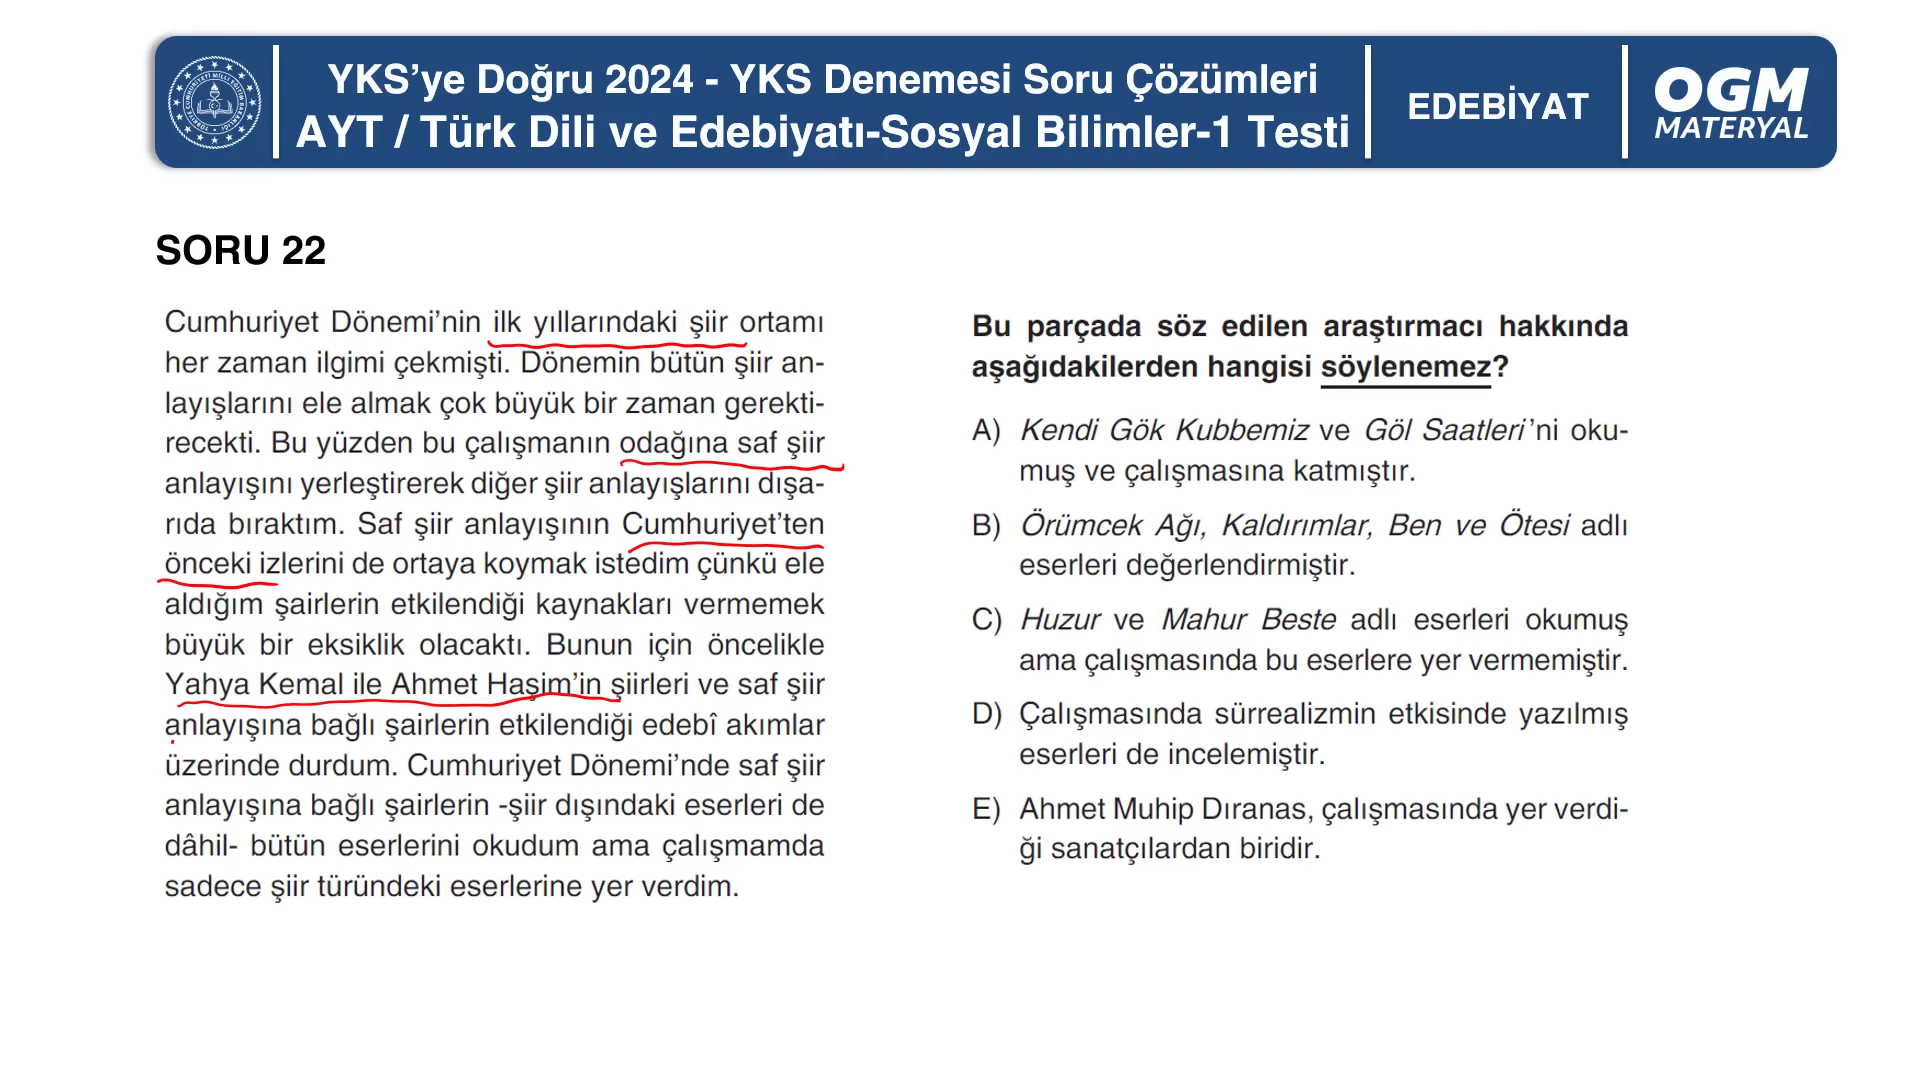 YKS’ye Doğru 2024 - YKS Denemesi Soru Çözümleri
AYT / Türk Dili ve Edebiyatı-Sosyal Bilimler-1 Testi
EDEBİYAT
OGM
MATERYAL
SORU 22
Cumhuriyet Dönemi’nin ilk yıllarındaki şiir ortamı
her zaman ilgimi çekmişti. Dönemin bütün şiir an-
layışlarını ele almak çok büyük bir zaman gerekti-
recekti. Bu yüzden bu çalışmanın odağına saf şiir
anlayışını yerleştirerek diğer şiir anlayışlarını dışa-
rıda bıraktım. Saf şiir anlayışının Cumhuriyet’ten
önceki izlerini de ortaya koymak istedim çünkü ele
aldığım şairlerin etkilendiği kaynakları vermemek
büyük bir eksiklik olacaktı. Bunun için öncelikle
Yahya Kemal ile Ahmet Haşim’in şiirleri ve saf şiir
anlayışına bağlı şairlerin etkilendiği edebî akımlar
üzerinde durdum. Cumhuriyet Dönemi’nde saf şiir
anlayışına bağlı şairlerin -şiir dışındaki eserleri de
dâhil- bütün eserlerini okudum ama çalışmamda
sadece şiir türündeki eserlerine yer verdim.
Bu parçada söz edilen araştırmacı hakkında
aşağıdakilerden hangisi söylenemez?
A) Kendi Gök Kubbemiz ve Göl Saatleri’ni oku-
muş ve çalışmasına katmıştır.
B) Örümcek Ağı, Kaldırımlar, Ben ve Ötesi adlı
eserleri değerlendirmiştir.
C) Huzur ve Mahur Beste adlı eserleri okumuş
ama çalışmasında bu eserlere yer vermemiştir.
D) Çalışmasında sürrealizmin etkisinde yazılmış
eserleri de incelemiştir.
E) Ahmet Muhip Dıranas, çalışmasında yer verdi-
ği sanatçılardan biridir.